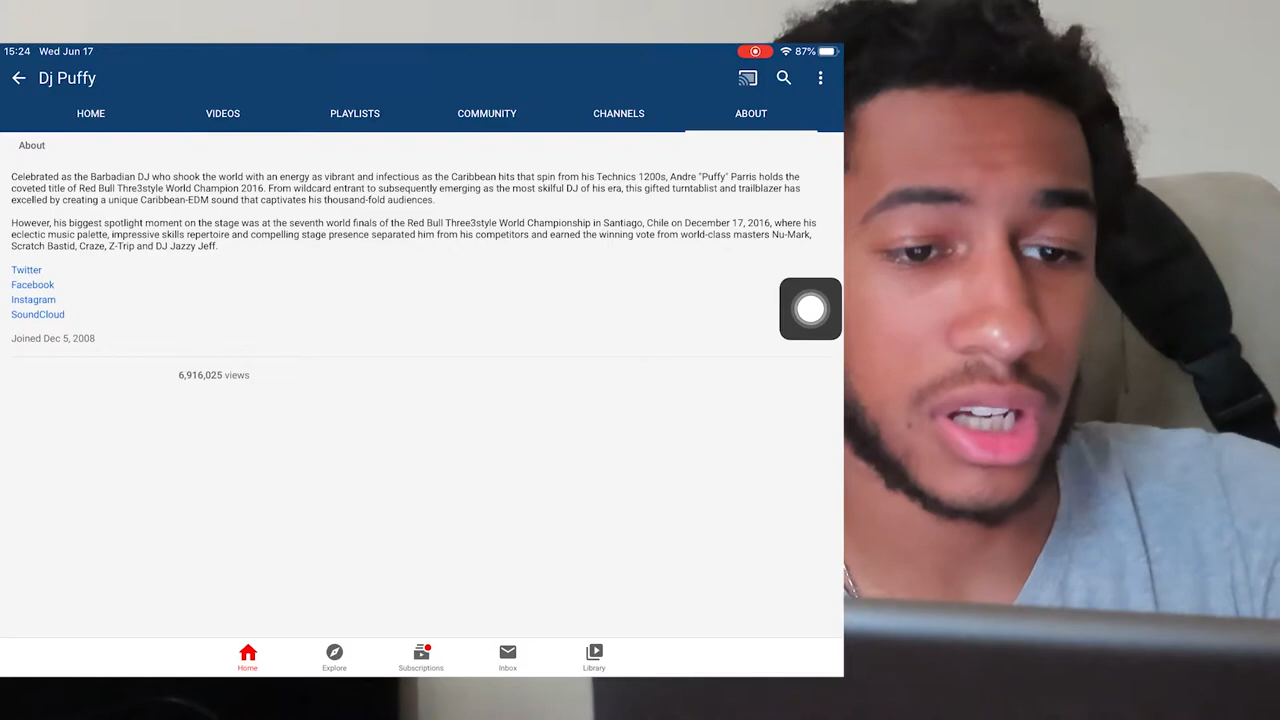 15:24 Wed Jun 17
87%
Dj Puffy
HOME VIDEOS PLAYLISTS COMMUNITY CHANNELS ABOUT
About
Celebrated as the Barbadian DJ who shook the world with an energy as vibrant and infectious as the Caribbean hits that spin from his Technics 1200s, Andre "Puffy" Parris holds the
coveted title of Red Bull Thre3style World Champion 2016. From wildcard entrant to subsequently emerging as the most skilful DJ of his era, this gifted turntablist and trailblazer has
excelled by creating a unique Caribbean-EDM sound that captivates his thousand-fold audiences.
However, his biggest spotlight moment on the stage was at the seventh world finals of the Red Bull Three3style World Championship in Santiago, Chile on December 17, 2016, where his
eclectic music palette, impressive skills repertoire and compelling stage presence separated him from his competitors and earned the winning vote from world-class masters Nu-Mark,
Scratch Bastid, Craze, Z-Trip and DJ Jazzy Jeff.
Twitter
Facebook
Instagram
SoundCloud
Joined Dec 5, 2008
6,916,025 views
Home Explore Subscriptions Inbox Library